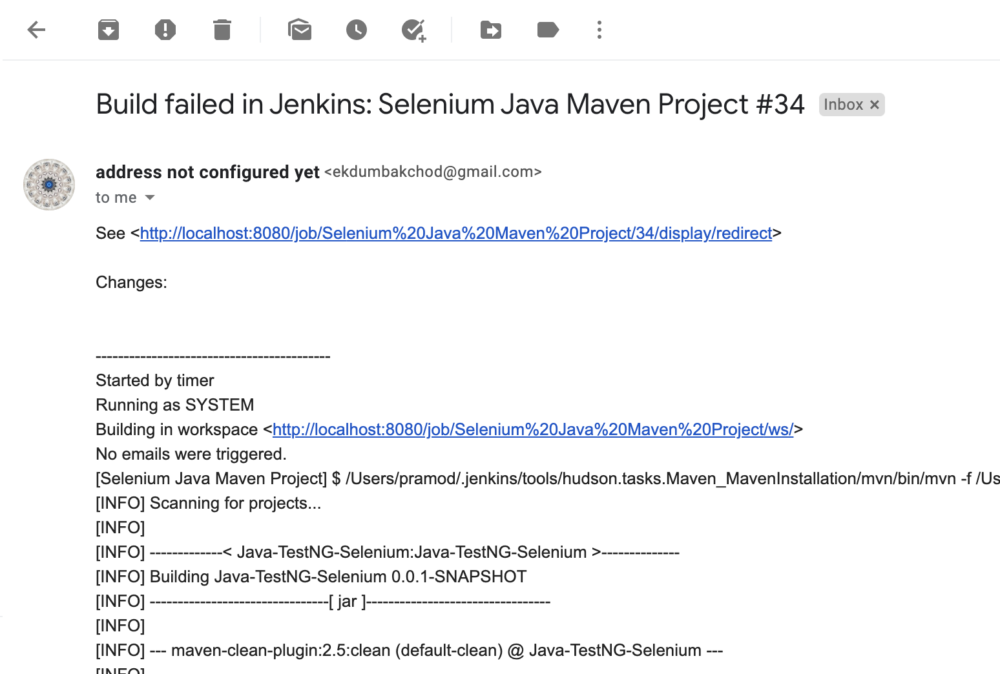 Build failed in Jenkins: Selenium Java Maven Project #34 Inbox ×
address not configured yet <ekdumbakchod@gmail.com>
to me
See <http://localhost:8080/job/Selenium%20Java%20Maven%20Project/34/display/redirect>
Changes:
------------------------------------------
Started by timer
Running as SYSTEM
Building in workspace <http://localhost:8080/job/Selenium%20Java%20Maven%20Project/ws/>
No emails were triggered.
[Selenium Java Maven Project] $ /Users/pramod/.jenkins/tools/hudson.tasks.Maven_MavenInstallation/mvn/bin/mvn -f /Us
[INFO] Scanning for projects...
[INFO]
[INFO] -------------< Java-TestNG-Selenium:Java-TestNG-Selenium >--------------
[INFO] Building Java-TestNG-Selenium 0.0.1-SNAPSHOT
[INFO] --------------------------------[ jar ]---------------------------------
[INFO]
[INFO] --- maven-clean-plugin:2.5:clean (default-clean) @ Java-TestNG-Selenium ---
[INFO]